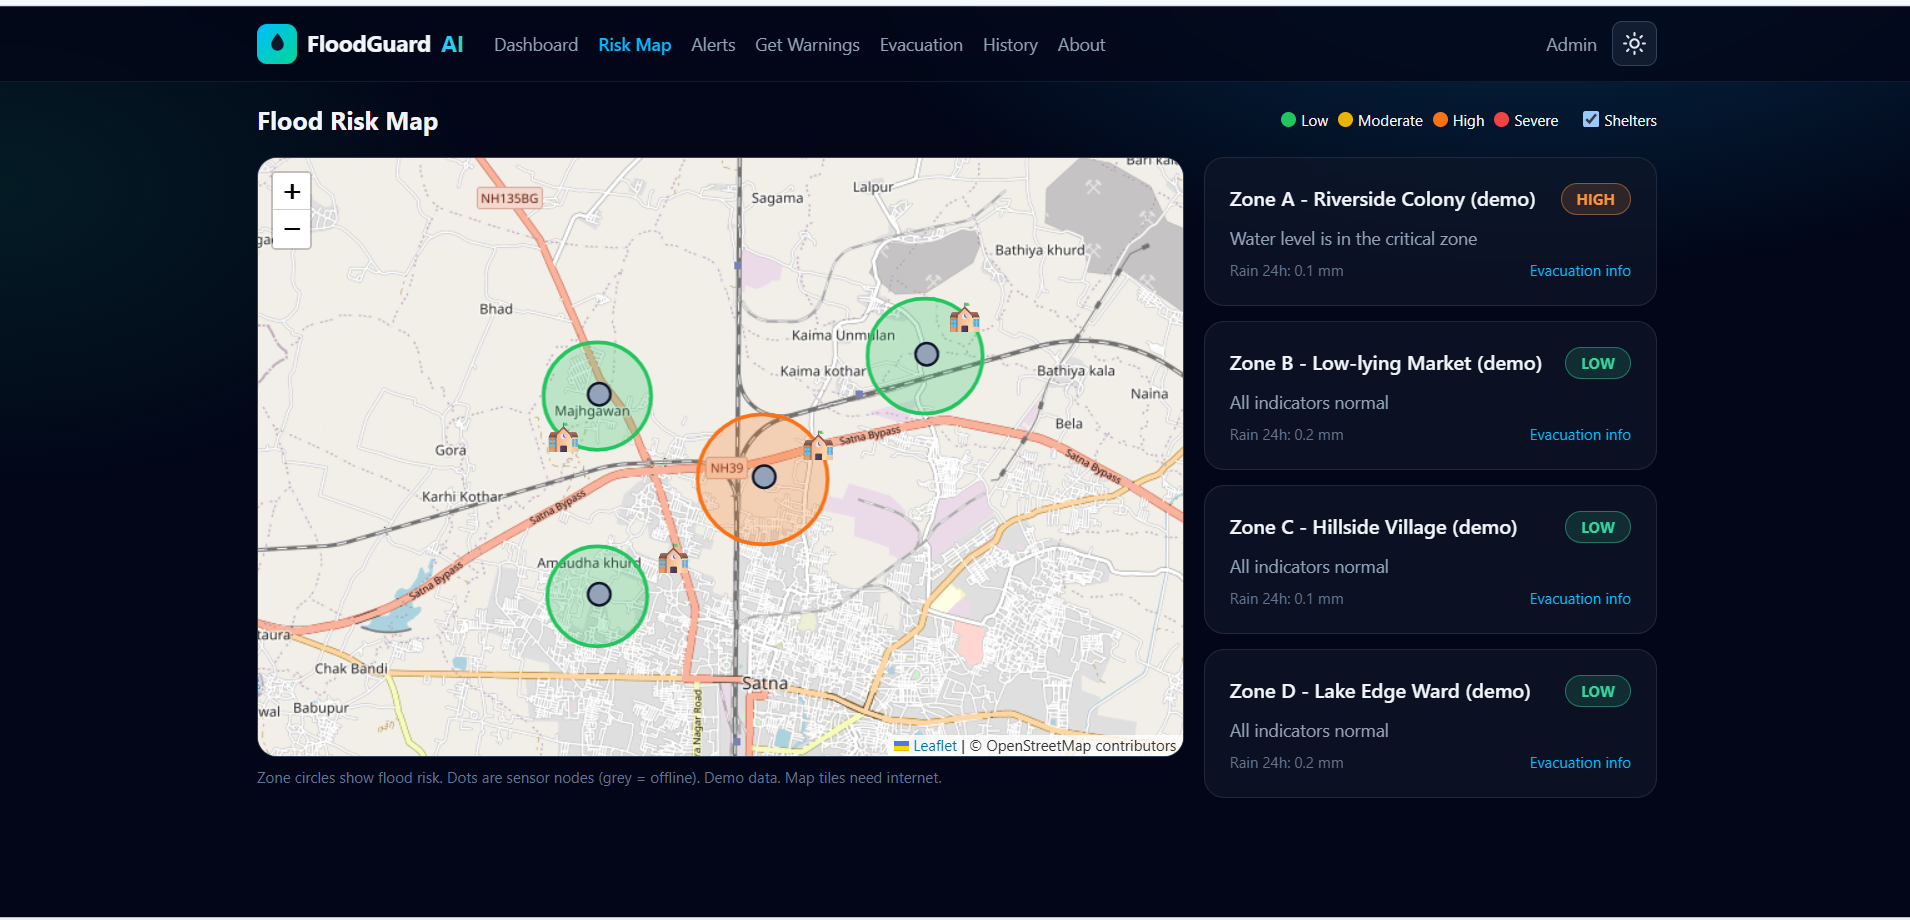 FloodGuard AI
Dashboard
Risk Map
Alerts
Get Warnings
Evacuation
History
About
Admin
Flood Risk Map
Low
Moderate
High
Severe
Shelters
+
−
NH135BG
Sagama
Lalpur
Bathiya khurd
Bhad
Kaima Unmulan
Kaima kothar
Bathiya kala
Naina
Majhgawan
Bela
Gora
Satna Bypass
NH39
Satna Bypass
Karhi Kothar
Satna Bypass
Amaudha khurd
Satna Bypass
taura
Chak Bandi
Satna
wal
Babupur
a Nagar Road
Leaflet | © OpenStreetMap contributors
Zone circles show flood risk. Dots are sensor nodes (grey = offline). Demo data. Map tiles need internet.
Zone A - Riverside Colony (demo)
HIGH
Water level is in the critical zone
Rain 24h: 0.1 mm
Evacuation info
Zone B - Low-lying Market (demo)
LOW
All indicators normal
Rain 24h: 0.2 mm
Evacuation info
Zone C - Hillside Village (demo)
LOW
All indicators normal
Rain 24h: 0.1 mm
Evacuation info
Zone D - Lake Edge Ward (demo)
LOW
All indicators normal
Rain 24h: 0.2 mm
Evacuation info